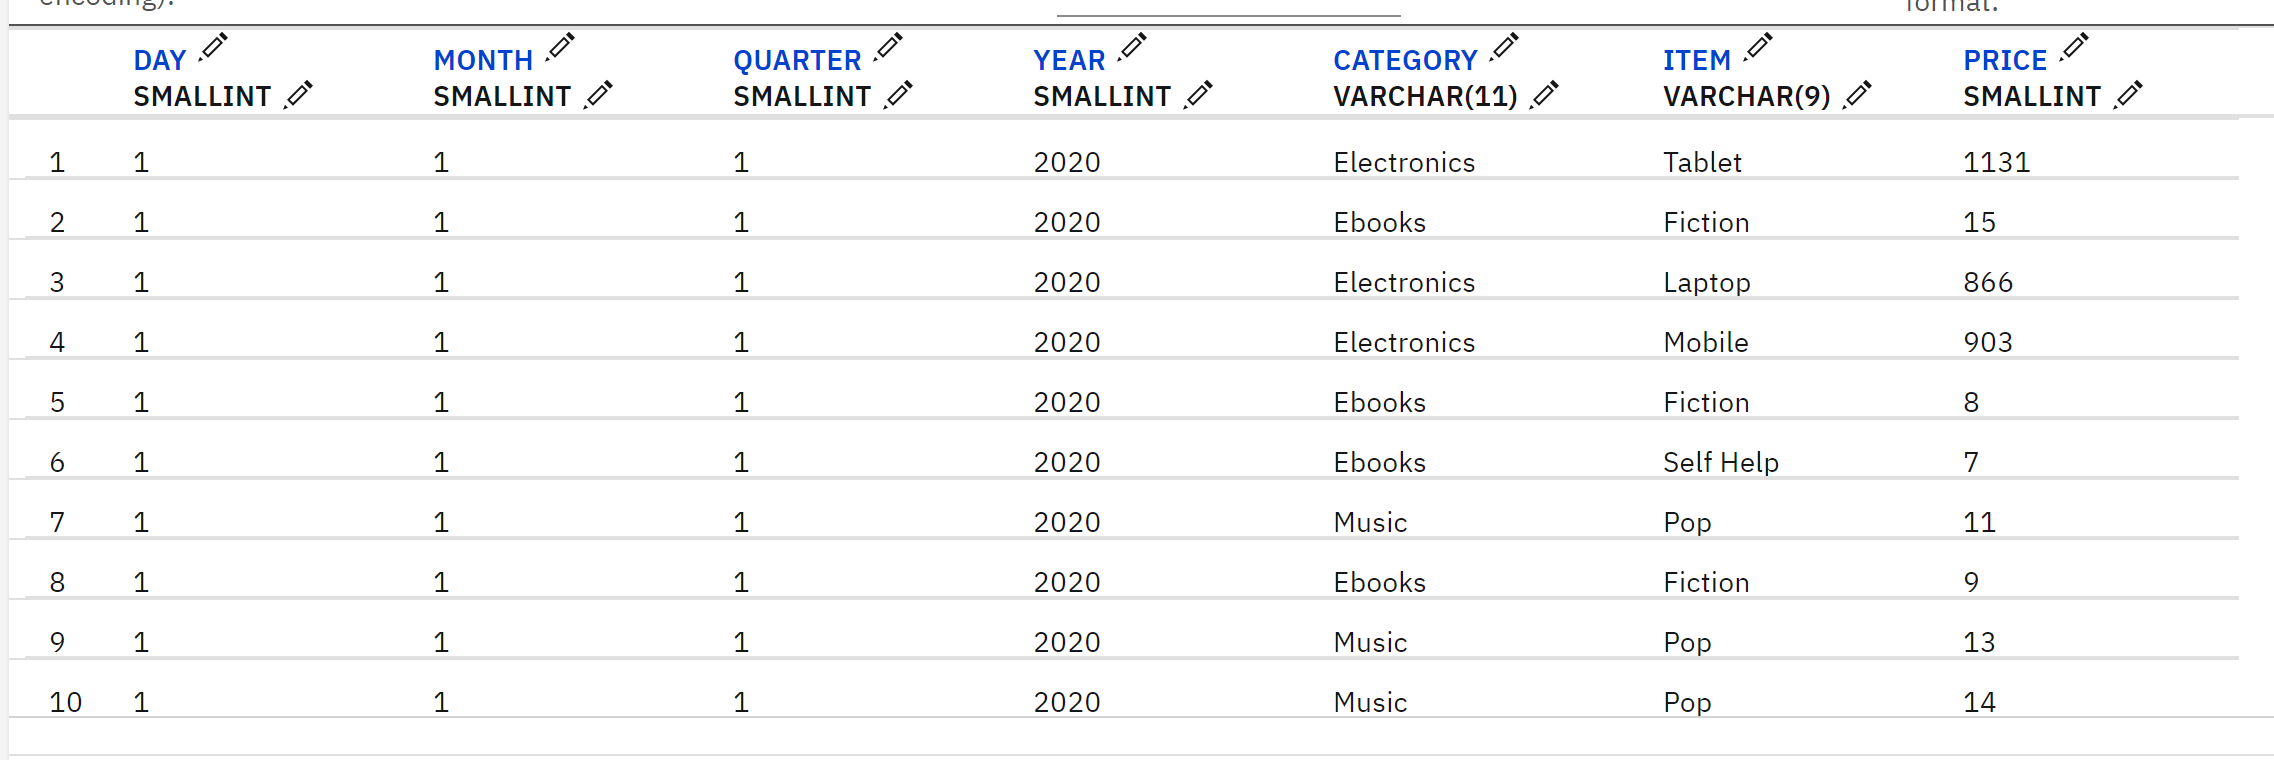 encoding).
format.
DAY MONTH QUARTER YEAR CATEGORY ITEM PRICE
SMALLINT SMALLINT SMALLINT SMALLINT VARCHAR(11) VARCHAR(9) SMALLINT
1 1 1 1 2020 Electronics Tablet 1131
2 1 1 1 2020 Ebooks Fiction 15
3 1 1 1 2020 Electronics Laptop 866
4 1 1 1 2020 Electronics Mobile 903
5 1 1 1 2020 Ebooks Fiction 8
6 1 1 1 2020 Ebooks Self Help 7
7 1 1 1 2020 Music Pop 11
8 1 1 1 2020 Ebooks Fiction 9
9 1 1 1 2020 Music Pop 13
10 1 1 1 2020 Music Pop 14